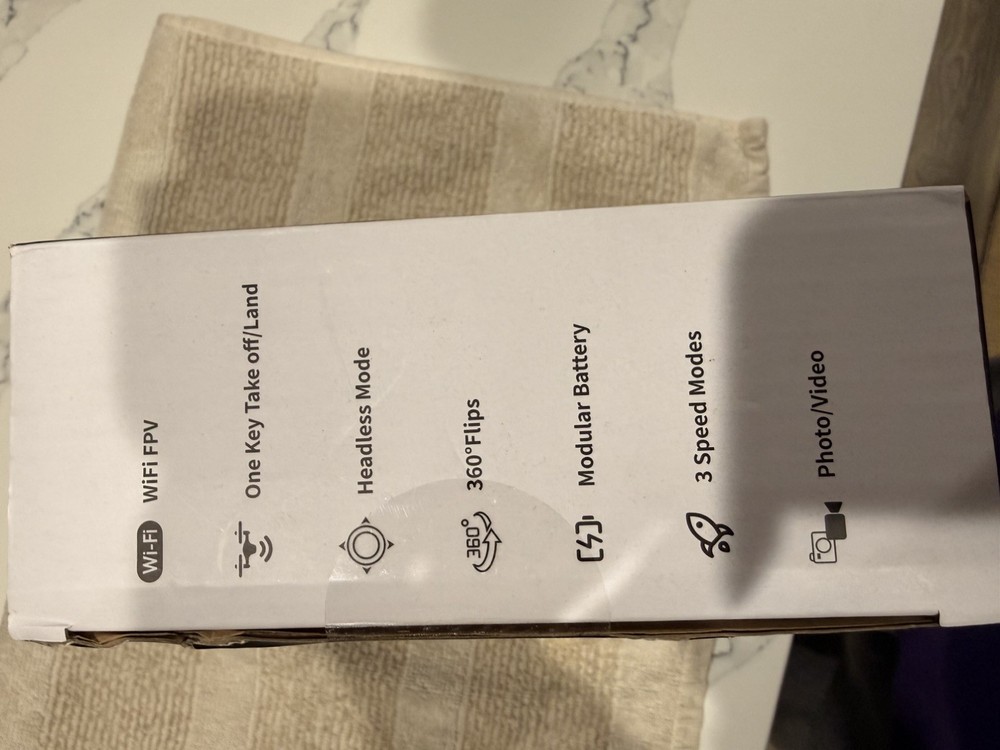 Wi-Fi WiFi FPV
One Key Take off/Land
Headless Mode
360° 360°Flips
Modular Battery
3 Speed Modes
Photo/Video